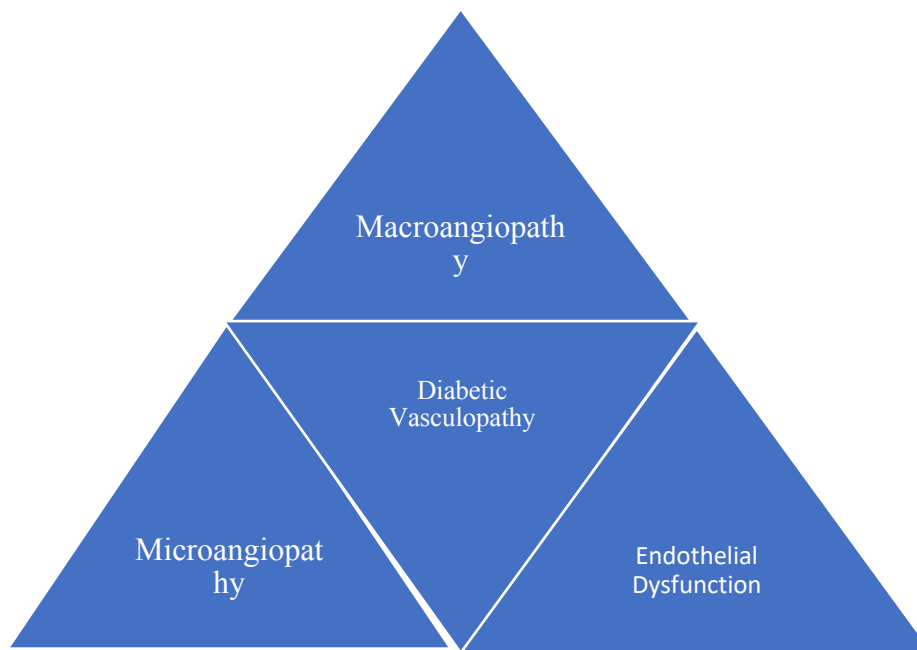 Macroangiopath
y
Diabetic
Vasculopathy
Microangiopat
hy
Endothelial
Dysfunction